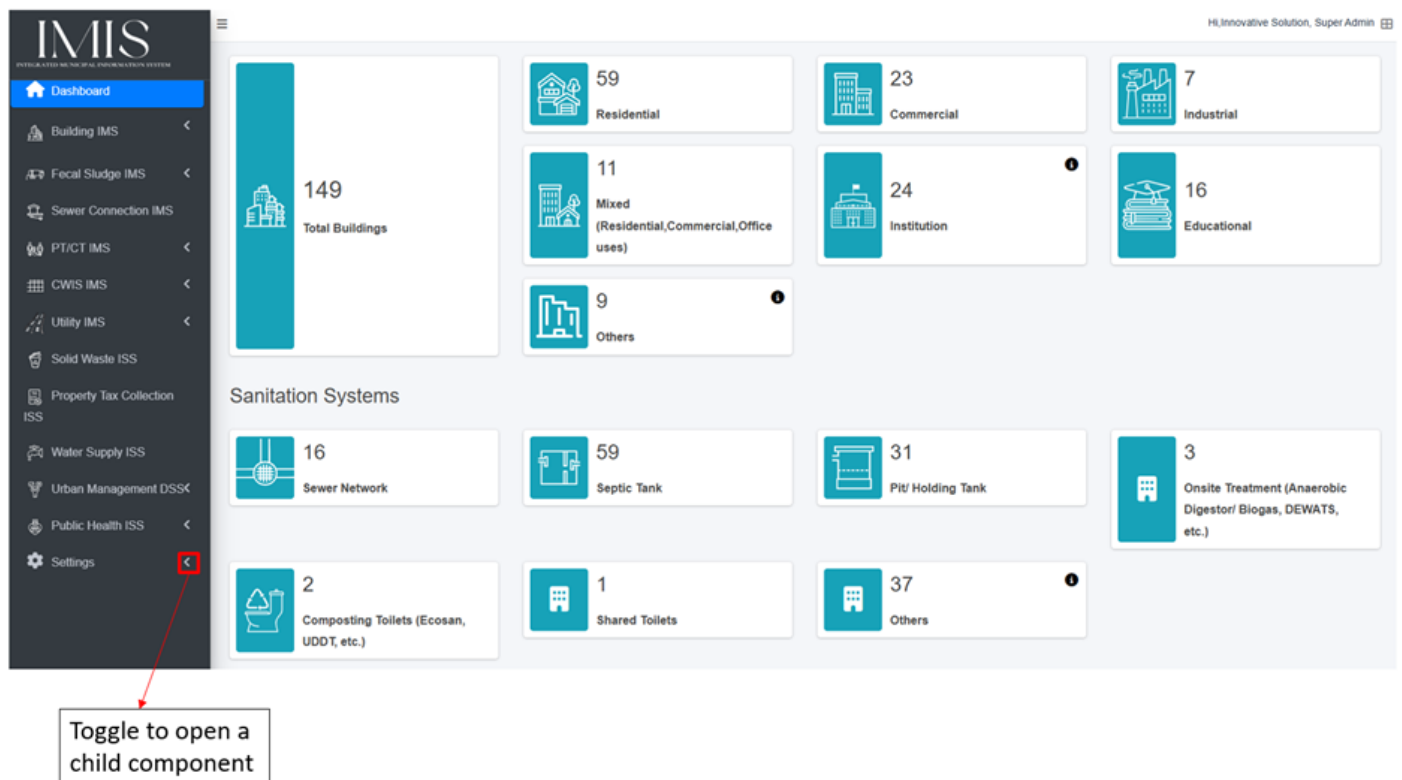 IMIS
INTEGRATED MUNICIPAL INFORMATION SYSTEM
Hi,Innovative Solution, Super Admin
Dashboard
Building IMS
Fecal Sludge IMS
Sewer Connection IMS
PT/CT IMS
CWIS IMS
Utility IMS
Solid Waste ISS
Property Tax Collection
ISS
Water Supply ISS
Urban Management DSS
Public Health ISS
Settings
149
Total Buildings
59
Residential
23
Commercial
7
Industrial
11
Mixed
(Residential,Commercial,Office
uses)
24
Institution
16
Educational
9
Others
Sanitation Systems
16
Sewer Network
59
Septic Tank
31
Pit/ Holding Tank
3
Onsite Treatment (Anaerobic
Digestor/ Biogas, DEWATS,
etc.)
2
Composting Toilets (Ecosan,
UDDT, etc.)
1
Shared Toilets
37
Others
Toggle to open a
child component